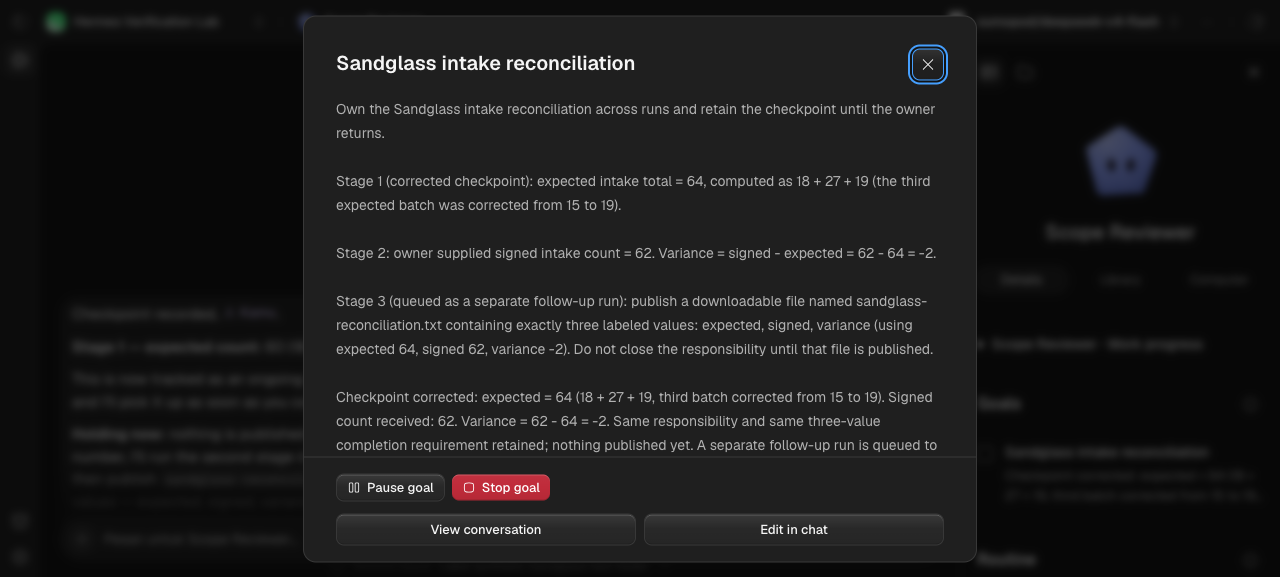 Sandglass intake reconciliation
Own the Sandglass intake reconciliation across runs and retain the checkpoint until the owner
returns.
Stage 1 (corrected checkpoint): expected intake total = 64, computed as 18 + 27 + 19 (the third
expected batch was corrected from 15 to 19).
Stage 2: owner supplied signed intake count = 62. Variance = signed - expected = 62 - 64 = -2.
Stage 3 (queued as a separate follow-up run): publish a downloadable file named sandglass-
reconciliation.txt containing exactly three labeled values: expected, signed, variance (using
expected 64, signed 62, variance -2). Do not close the responsibility until that file is published.
Checkpoint corrected: expected = 64 (18 + 27 + 19, third batch corrected from 15 to 19). Signed
count received: 62. Variance = 62 - 64 = -2. Same responsibility and same three-value
completion requirement retained; nothing published yet. A separate follow-up run is queued to
Pause goal
Stop goal
View conversation
Edit in chat
Scope Reviewer
Goals
Sandglass intake reconciliation
Routine